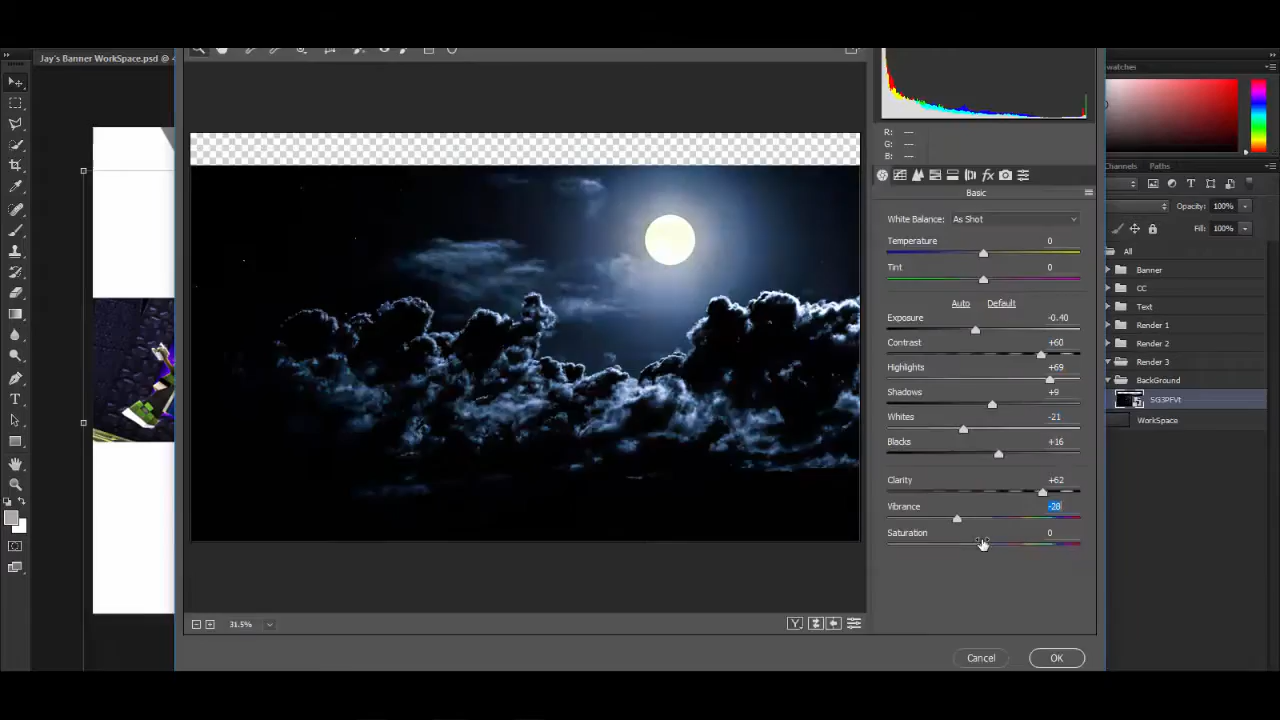 Jay's Banner WorkSpace.psd @
watches
R: —
G: —
B: —
Basic
White Balance: As Shot
Temperature 0
Tint 0
Auto Default
Exposure -0.40
Contrast +60
Highlights +69
Shadows +9
Whites -21
Blacks +16
Clarity +62
Vibrance -28
Saturation 0
31.5%
Y
Cancel OK
Channels Paths
Opacity: 100%
Fill: 100%
All
Banner
CC
Text
Render 1
Render 2
Render 3
BackGround
SG3PFVt
WorkSpace